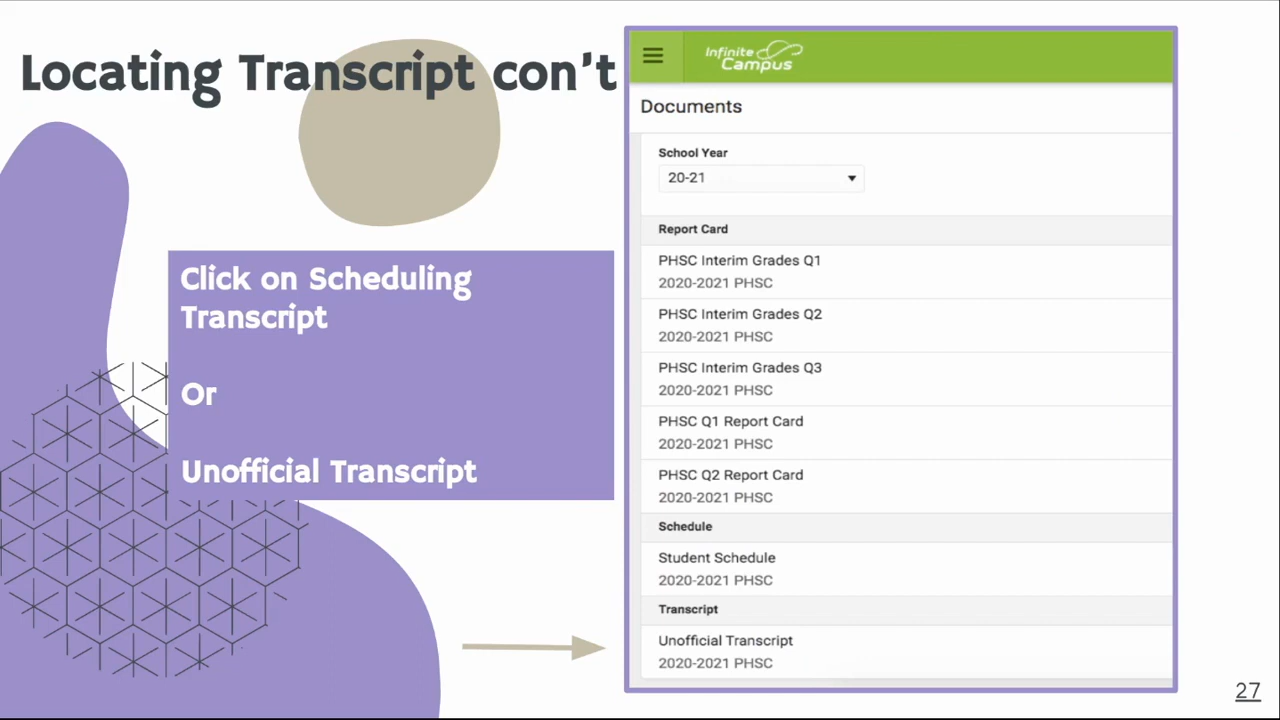 Locating Transcript con't
Click on Scheduling
Transcript
Or
Unofficial Transcript
Infinite
Campus
Documents
School Year
20-21
Report Card
PHSC Interim Grades Q1
2020-2021 PHSC
PHSC Interim Grades Q2
2020-2021 PHSC
PHSC Interim Grades Q3
2020-2021 PHSC
PHSC Q1 Report Card
2020-2021 PHSC
PHSC Q2 Report Card
2020-2021 PHSC
Schedule
Student Schedule
2020-2021 PHSC
Transcript
Unofficial Transcript
2020-2021 PHSC
27